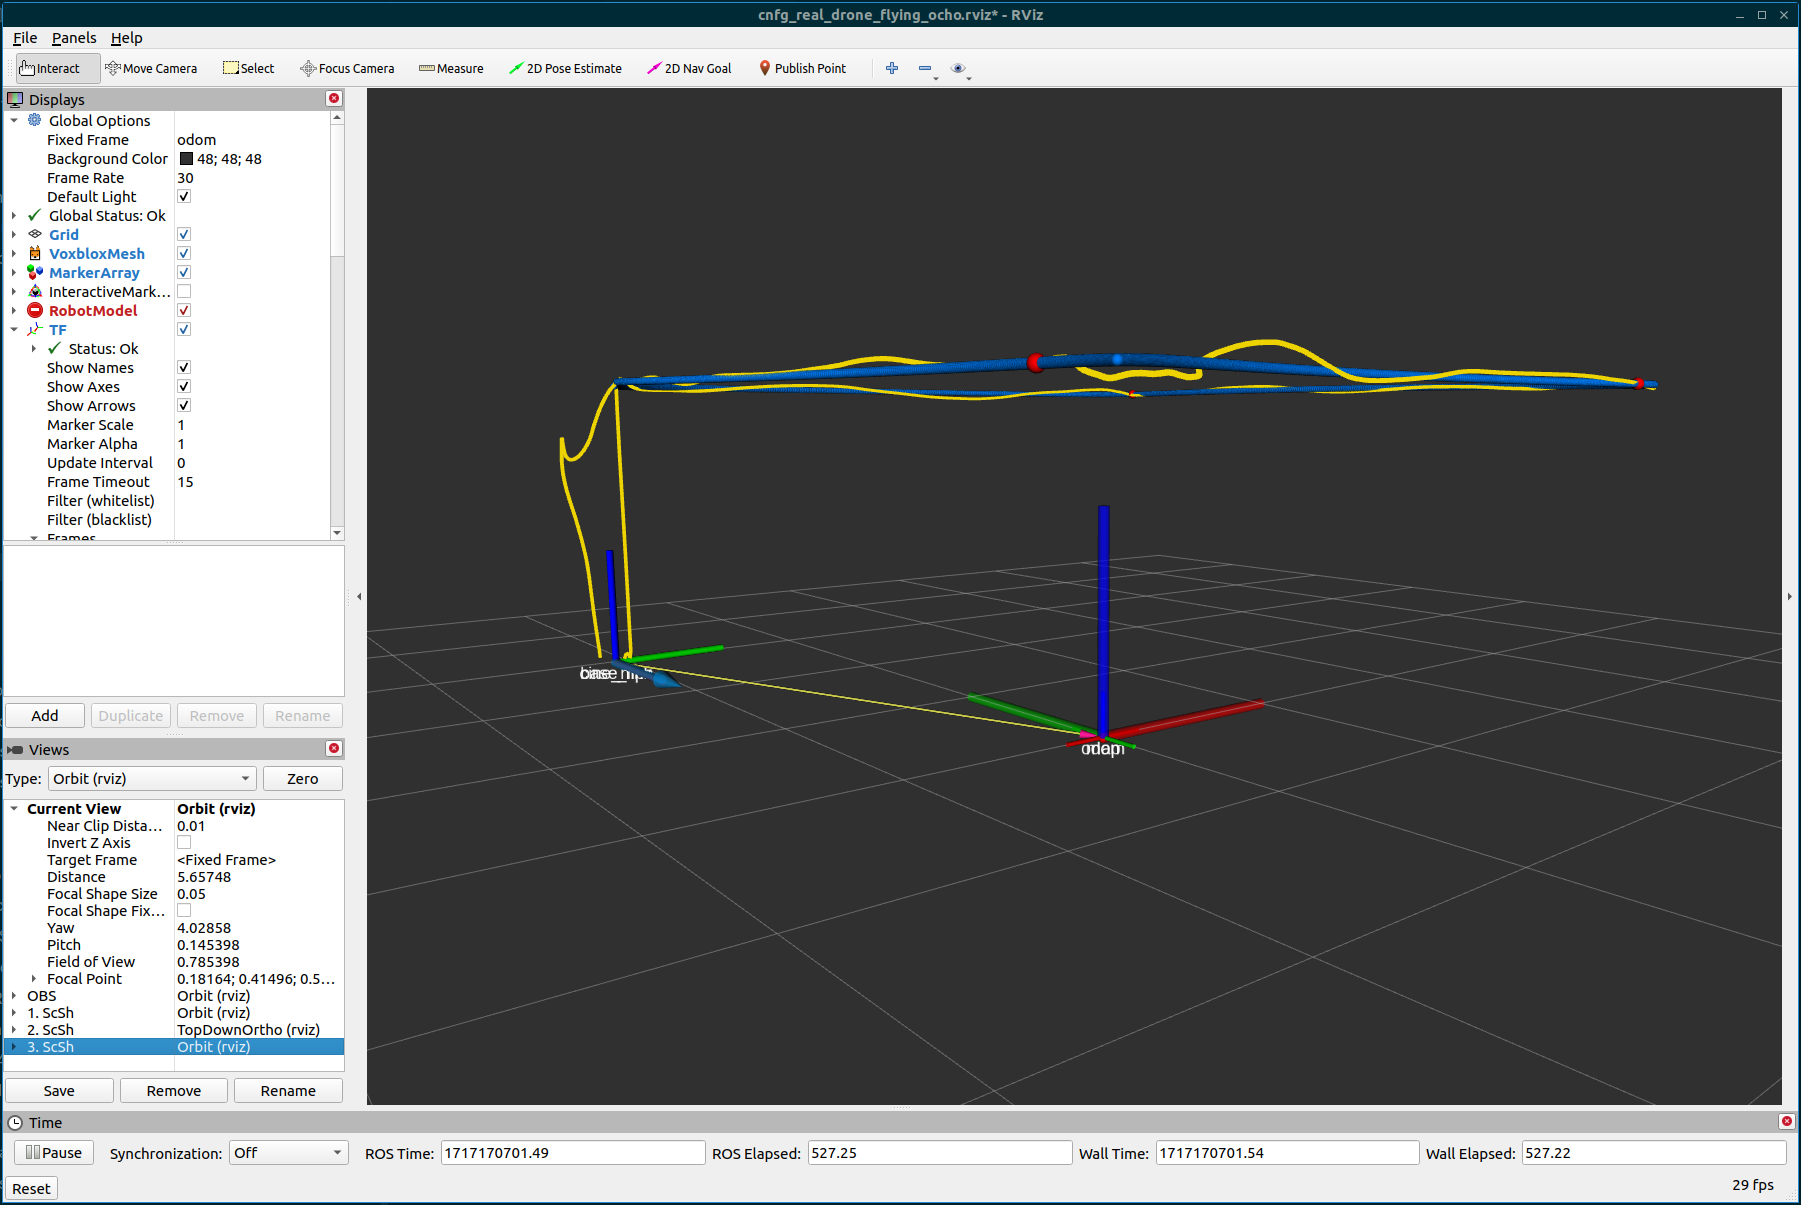 cnfg_real_drone_flying_ocho.rviz* - RViz
File Panels Help
Interact Move Camera Select Focus Camera Measure 2D Pose Estimate 2D Nav Goal Publish Point
Displays
Global Options
Fixed Frame odom
Background Color 48; 48; 48
Frame Rate 30
Default Light
Global Status: Ok
Grid
VoxbloxMesh
MarkerArray
InteractiveMark...
RobotModel
TF
Status: Ok
Show Names
Show Axes
Show Arrows
Marker Scale 1
Marker Alpha 1
Update Interval 0
Frame Timeout 15
Filter (whitelist)
Filter (blacklist)
Frames
Add Duplicate Remove Rename
Views
Type: Orbit (rviz) Zero
Current View Orbit (rviz)
Near Clip Dista... 0.01
Invert Z Axis
Target Frame <Fixed Frame>
Distance 5.65748
Focal Shape Size 0.05
Focal Shape Fix...
Yaw 4.02858
Pitch 0.145398
Field of View 0.785398
Focal Point 0.18164; 0.41496; 0.5...
OBS Orbit (rviz)
1. ScSh Orbit (rviz)
2. ScSh TopDownOrtho (rviz)
3. ScSh Orbit (rviz)
Save Remove Rename
Time
Pause Synchronization: Off ROS Time: 1717170701.49 ROS Elapsed: 527.25 Wall Time: 1717170701.54 Wall Elapsed: 527.22
Reset 29 fps